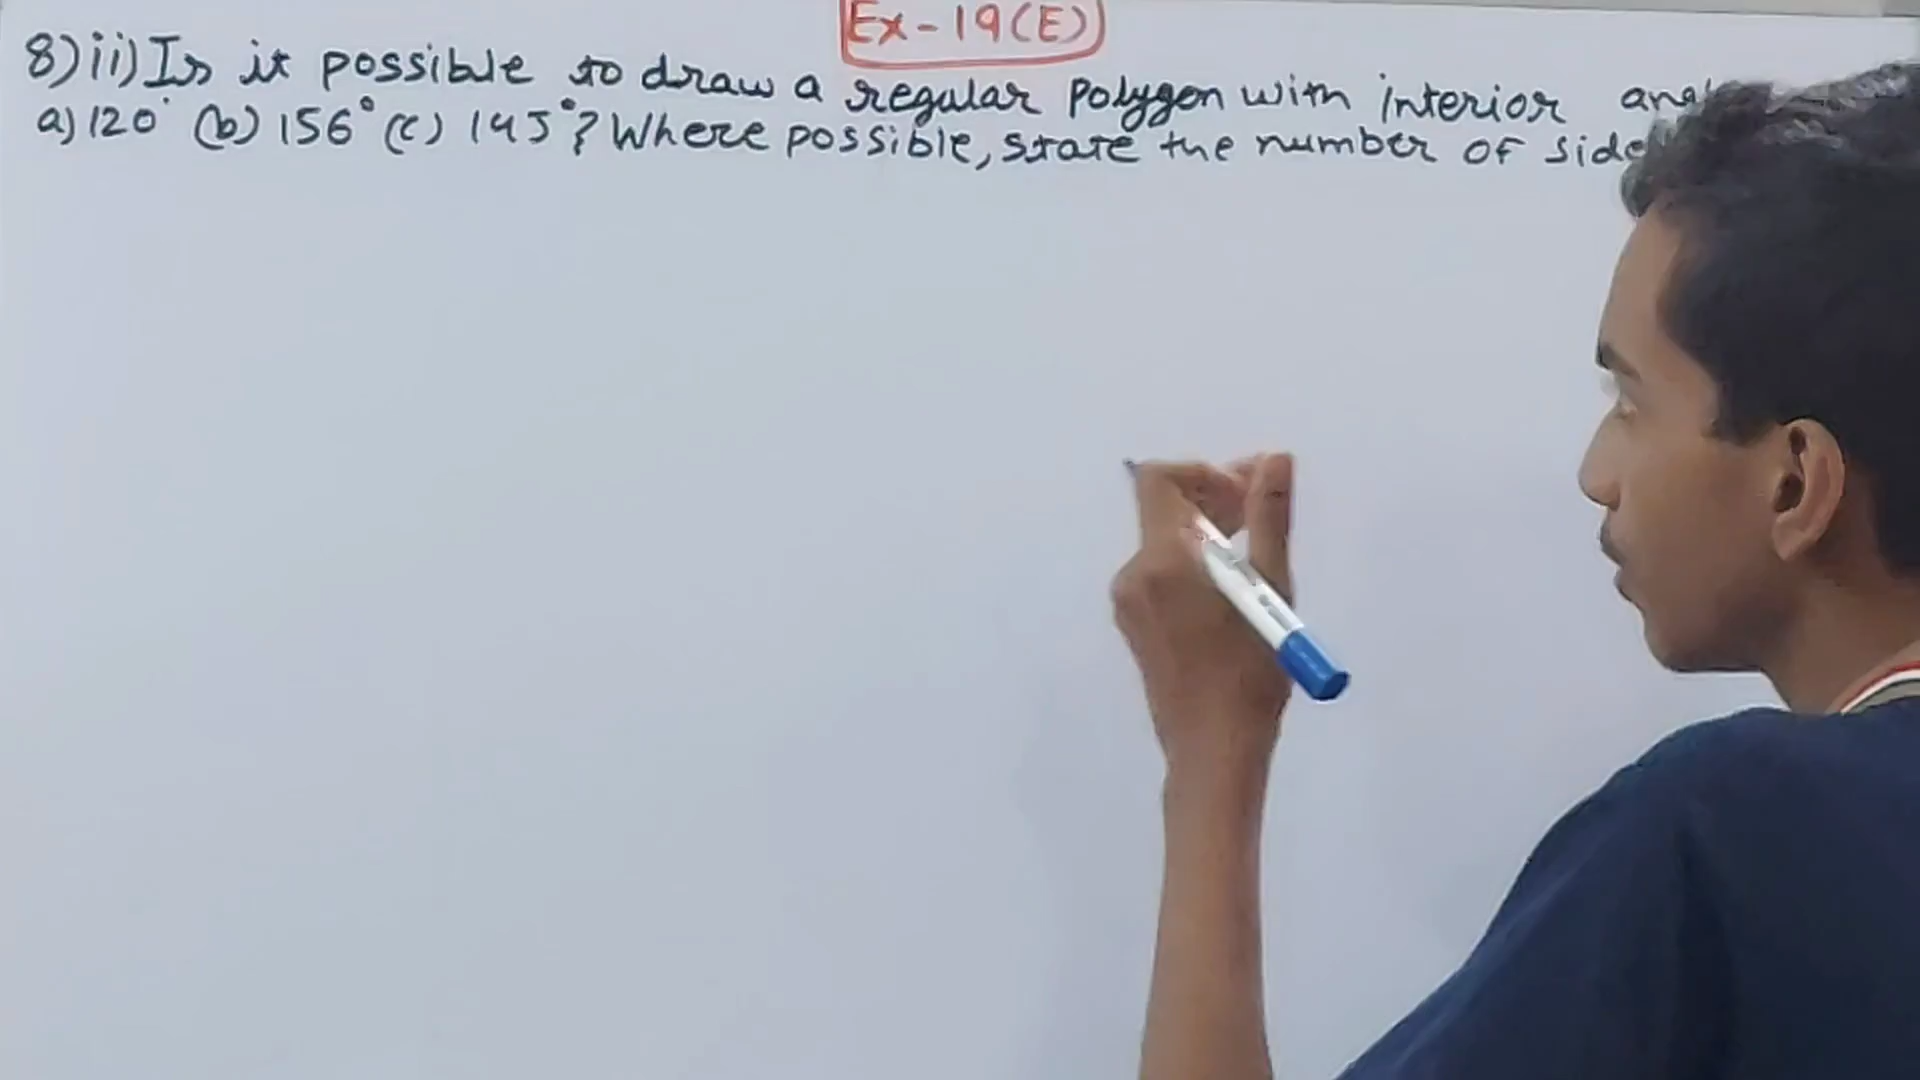 Ex-19(E)
8)ii) Is it possible to draw a regular polygon with interior
a) 120° (b) 156° (c) 145°? Where possible, state the number of